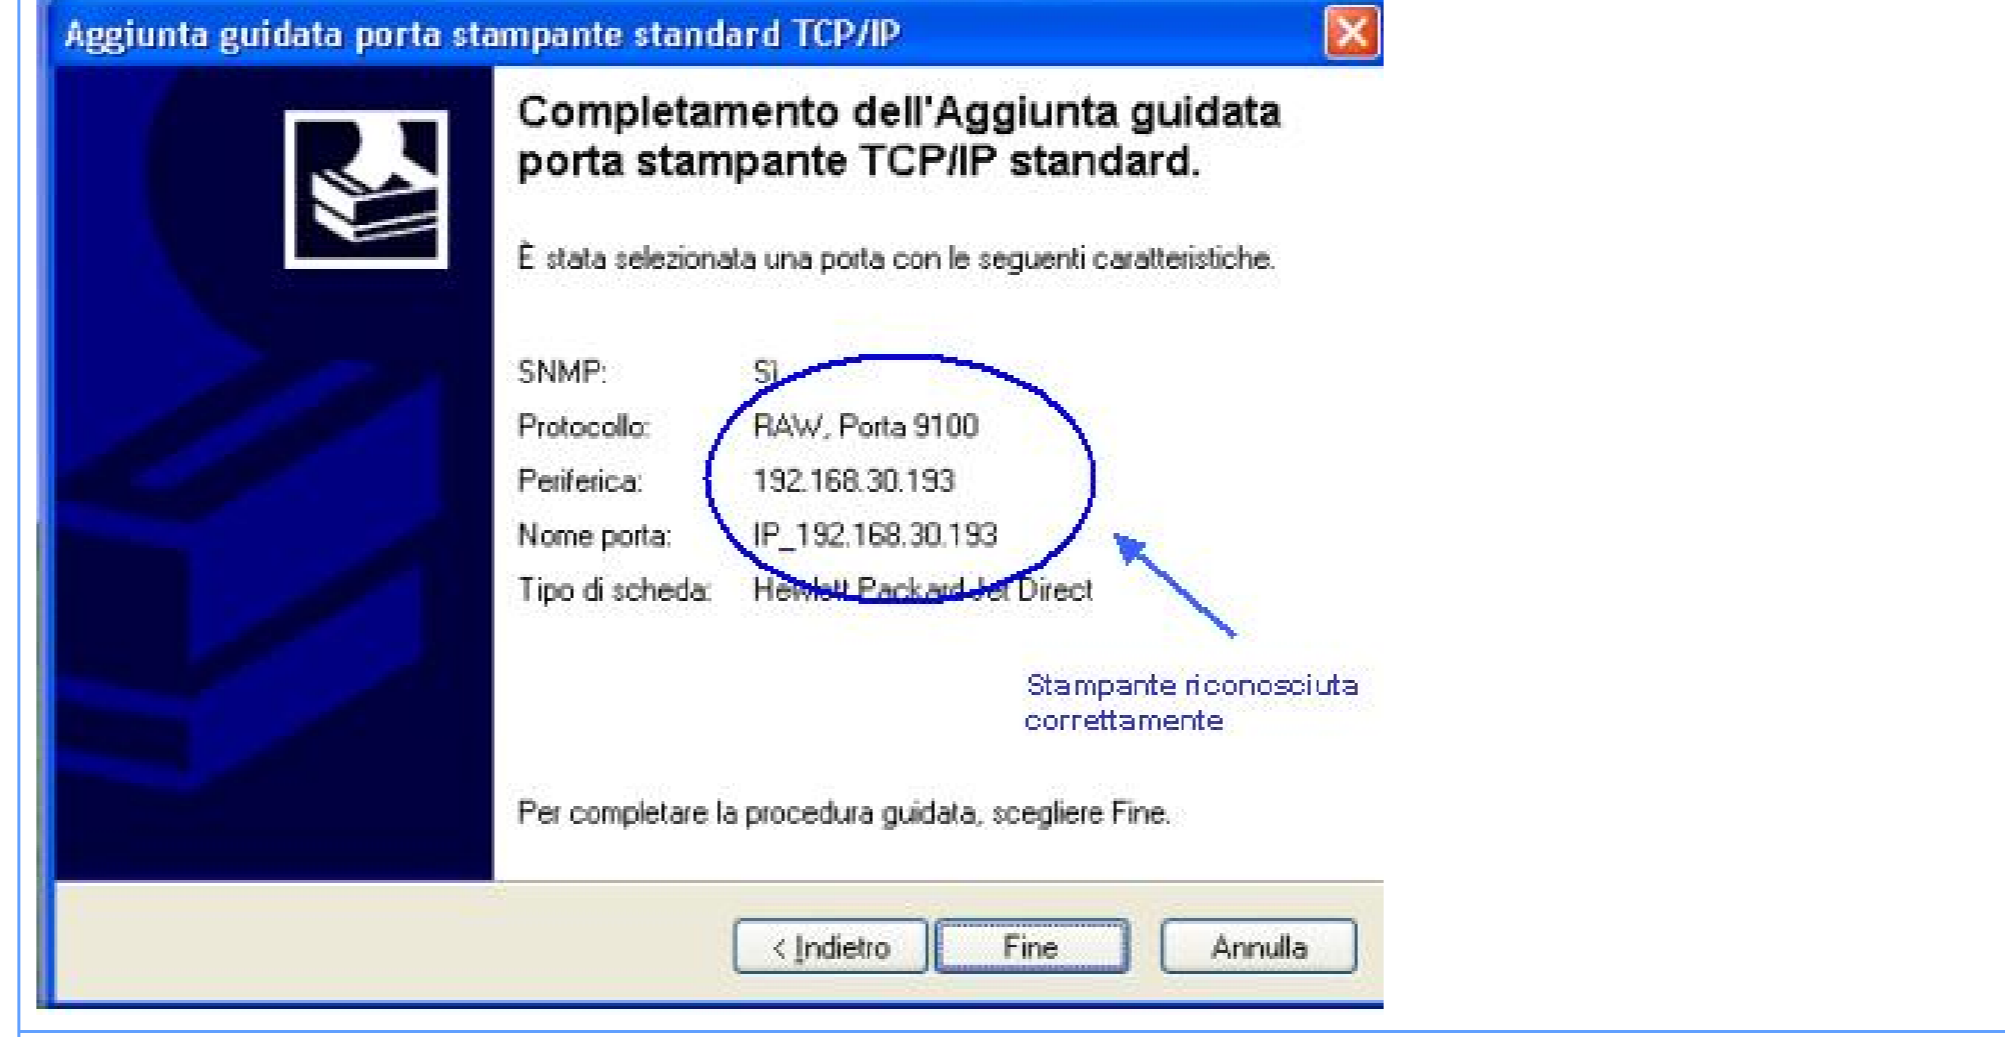 Aggiunta guidata porta stampante standard TCP/IP
Completamento dell'Aggiunta guidata
porta stampante TCP/IP standard.
È stata selezionata una porta con le seguenti caratteristiche.
SNMP: Sì
Protocollo: RAW, Porta 9100
Periferica: 192.168.30.193
Nome porta: IP_192.168.30.193
Tipo di scheda: Hewlett Packard Jet Direct
Stampante riconosciuta
correttamente
Per completare la procedura guidata, scegliere Fine.
< Indietro Fine Annulla